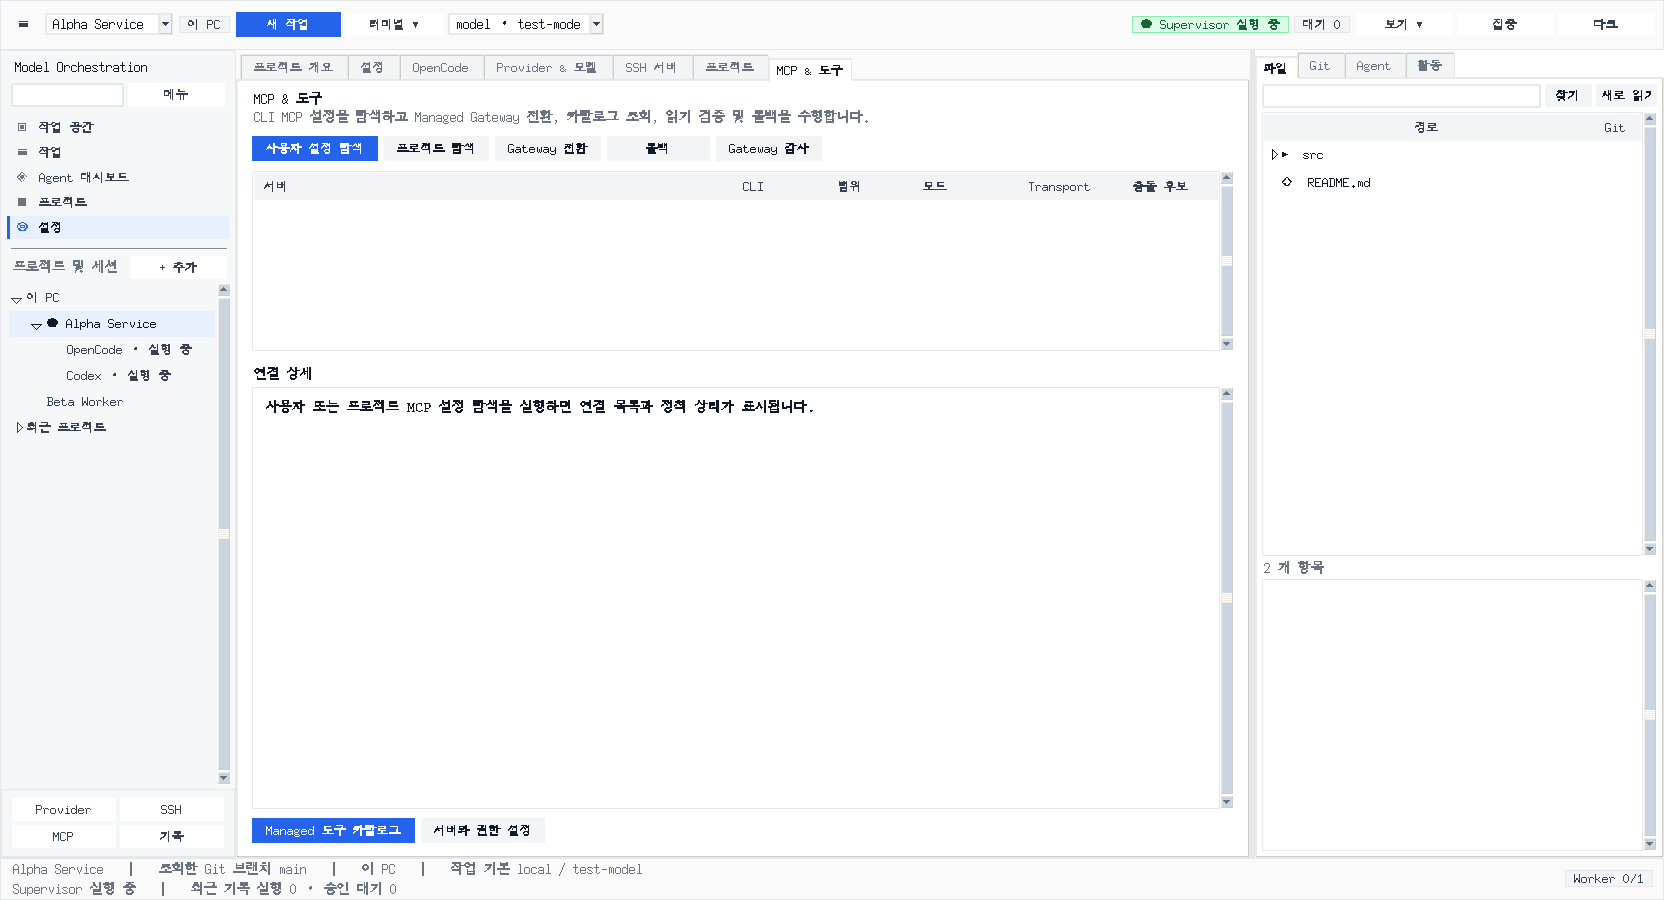 Alpha Service 이 PC 새 작업 터미널 ▾ model • test-mode ● Supervisor 실행 중 대기 0 보기 ▾ 집중 다크
Model Orchestration
메뉴
작업 공간
작업
Agent 대시보드
프로젝트
설정
프로젝트 및 세션 + 추가
이 PC
● Alpha Service
OpenCode • 실행 중
Codex • 실행 중
Beta Worker
최근 프로젝트
Provider SSH
MCP 기록
프로젝트 개요 설정 OpenCode Provider & 모델 SSH 서버 프로젝트 MCP & 도구
MCP & 도구
CLI MCP 설정을 탐색하고 Managed Gateway 전환, 카탈로그 조회, 읽기 검증 및 롤백을 수행합니다.
사용자 설정 탐색 프로젝트 탐색 Gateway 전환 롤백 Gateway 감사
서버 CLI 범위 모드 Transport 충돌 후보
연결 상세
사용자 또는 프로젝트 MCP 설정 탐색을 실행하면 연결 목록과 정책 상태가 표시됩니다.
Managed 도구 카탈로그 서버와 권한 설정
파일 Git Agent 활동
찾기 새로 읽기
경로 Git
▸ src
◇ README.md
2 개 항목
Alpha Service | 조회한 Git 브랜치 main | 이 PC | 작업 기본 local / test-model
Supervisor 실행 중 | 최근 기록 실행 0 • 승인 대기 0
Worker 0/1